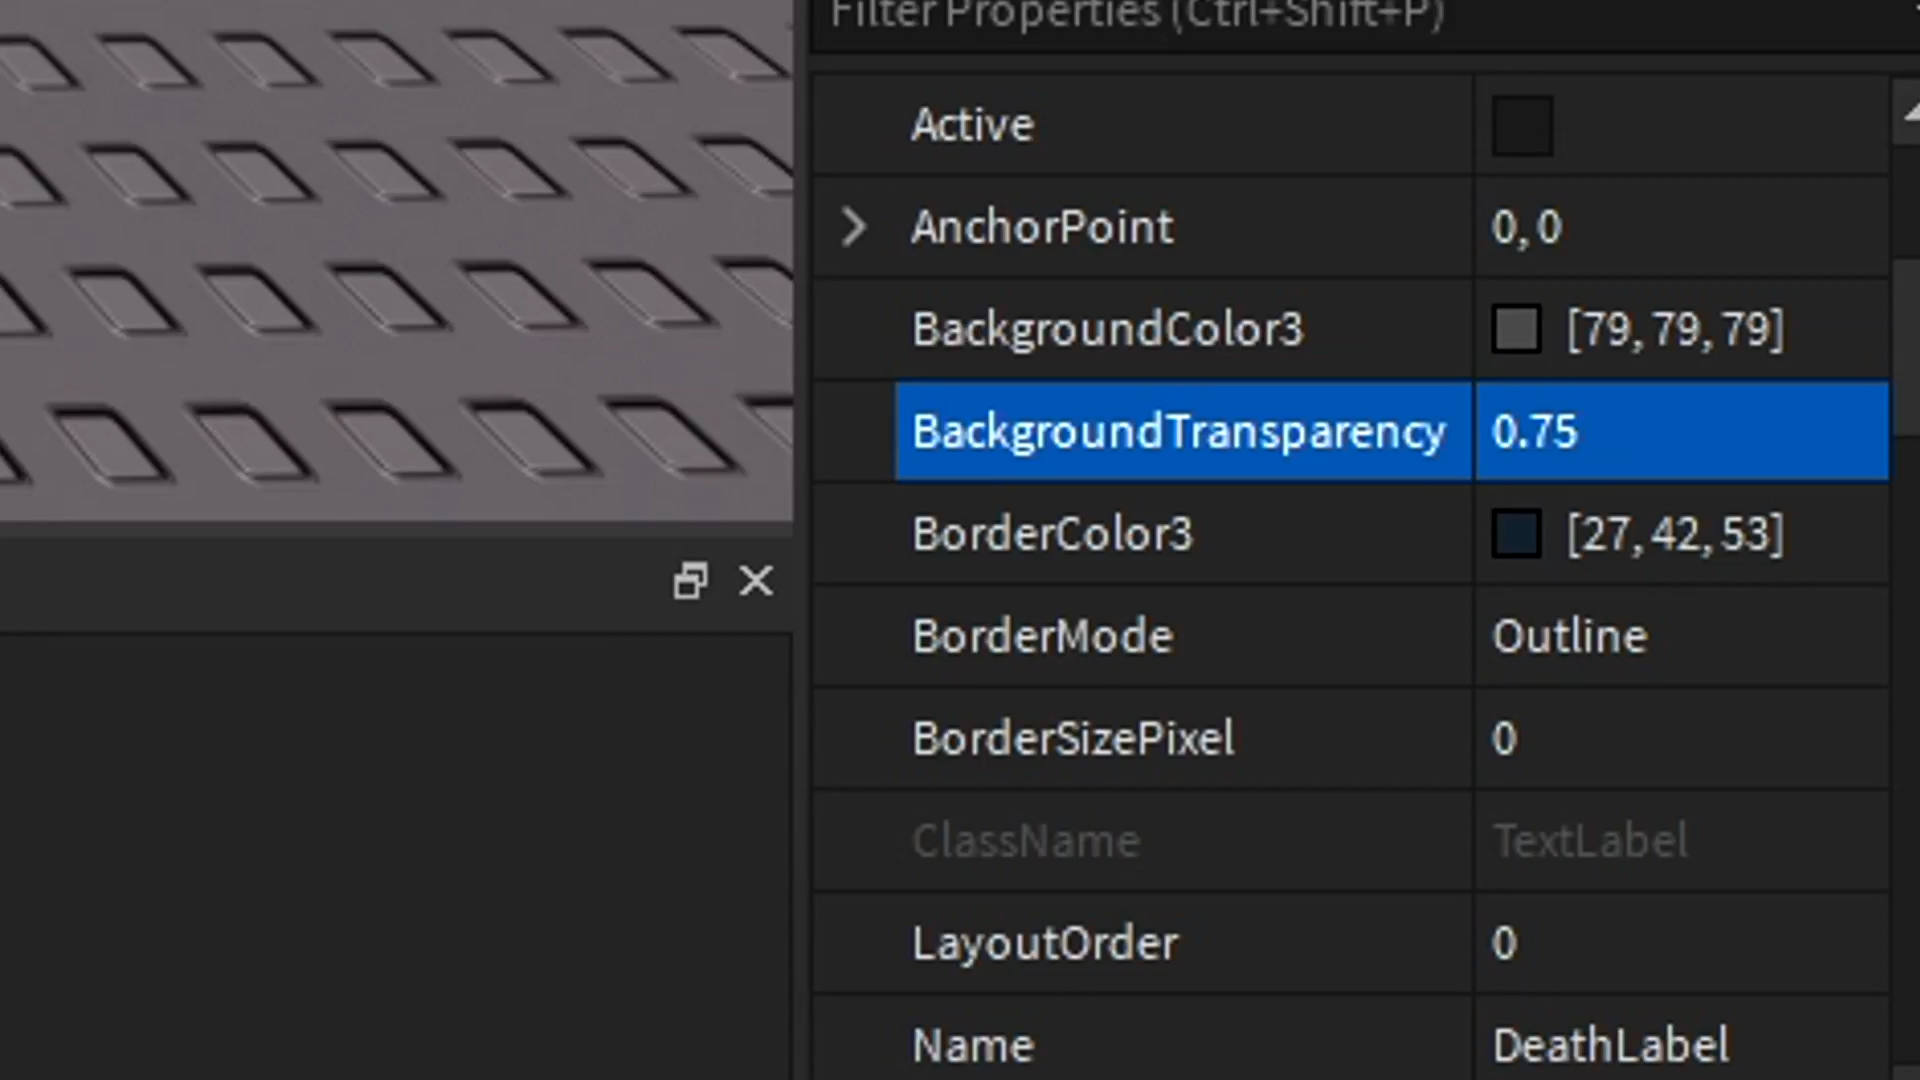 Filter Properties (Ctrl+Shift+P)
Active
AnchorPoint 0, 0
BackgroundColor3 [79, 79, 79]
BackgroundTransparency 0.75
BorderColor3 [27, 42, 53]
BorderMode Outline
BorderSizePixel 0
ClassName TextLabel
LayoutOrder 0
Name DeathLabel